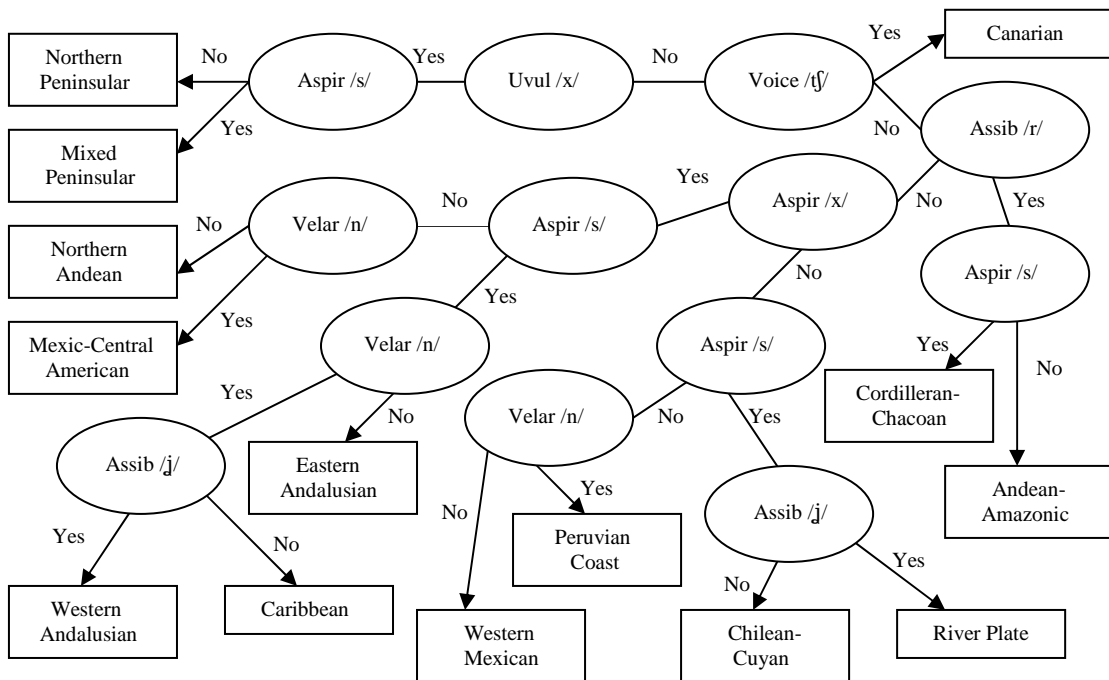 Northern
Peninsular
No
Aspir /s/
Yes
Uvul /x/
No
Voice /tʃ/
Yes
Canarian
Yes
Mixed
Peninsular
No
Assib /r/
No
Velar /n/
No
Aspir /s/
Yes
Aspir /x/
No
Yes
Northern
Andean
Yes
Mexic-Central
American
Yes
Velar /n/
No
Aspir /s/
Aspir /s/
Yes
No
Cordilleran-
Chacoan
Yes
No
Velar /n/
No
Yes
Assib /ʝ/
Eastern
Andalusian
Andean-
Amazonic
Yes
No
No
Yes
Peruvian
Coast
Assib /ʝ/
No
Yes
Western
Andalusian
Caribbean
Western
Mexican
Chilean-
Cuyan
River Plate